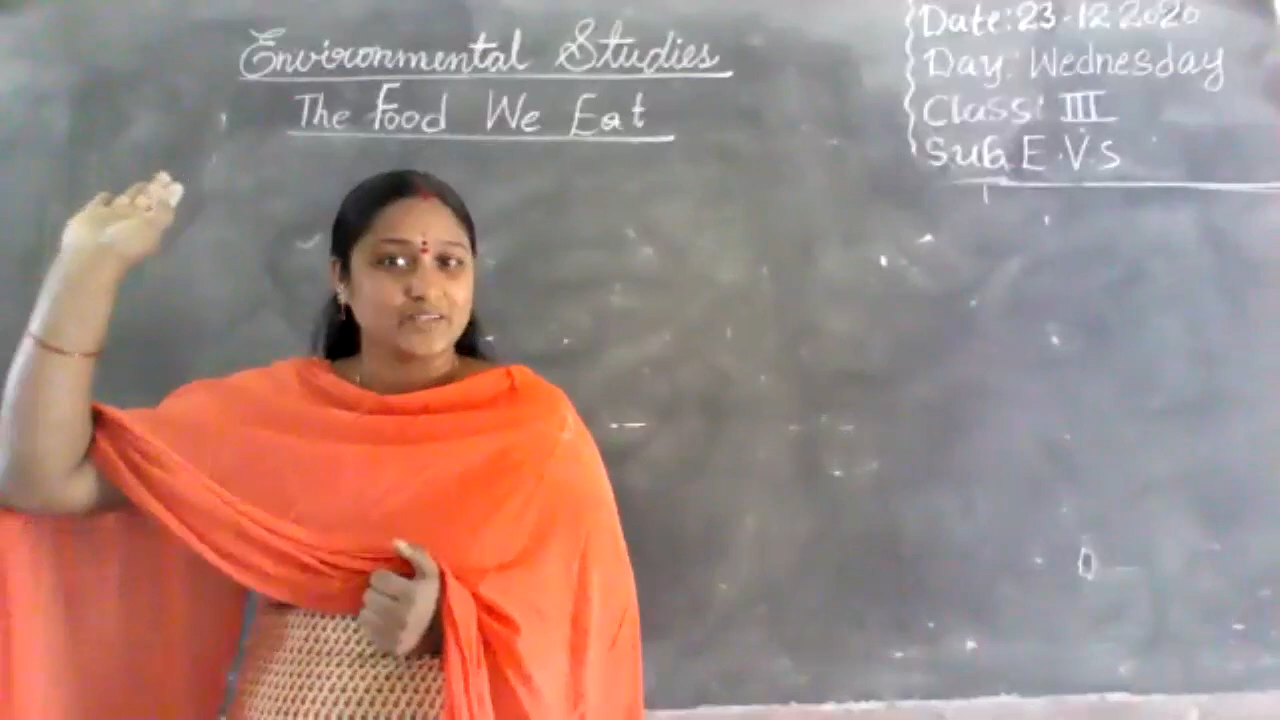 Environmental Studies
The Food We Eat
Date: 23-12 2020
Day: Wednesday
Class: III
Sub. E.V.s